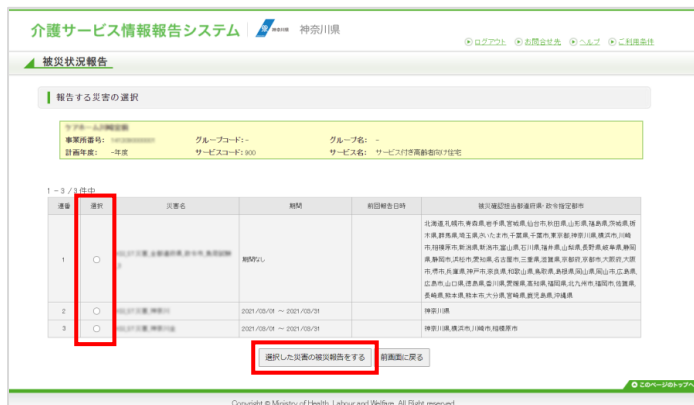 介護サービス情報報告システム 神奈川県
ログアウト お問合せ先 ヘルプ ご利用条件
被災状況報告
報告する災害の選択
事業所番号: グループコード:- グループ名: -
計画年度: -年度 サービスコード:900 サービス名: サービス付き高齢者向け住宅
1 - 3 / 3 件中
連番 選択 災害名 期間 前回報告日時 被災確認担当都道府県・政令指定都市
北海道,札幌市,青森県,岩手県,宮城県,仙台市,秋田県,山形県,福島県,茨城県,栃
木県,群馬県,埼玉県,さいたま市,千葉県,千葉市,東京都,神奈川県,横浜市,川崎
市,相模原市,新潟県,新潟市,富山県,石川県,福井県,山梨県,長野県,岐阜県,静岡
1 期間なし 県,静岡市,浜松市,愛知県,名古屋市,三重県,滋賀県,京都府,京都市,大阪府,大阪
市,堺市,兵庫県,神戸市,奈良県,和歌山県,鳥取県,島根県,岡山県,岡山市,広島県,
広島市,山口県,徳島県,香川県,愛媛県,高知県,福岡県,北九州市,福岡市,佐賀県,
長崎県,熊本県,熊本市,大分県,宮崎県,鹿児島県,沖縄県
2 2021/03/01 ～ 2021/03/31 神奈川県
3 2021/03/01 ～ 2021/03/31 神奈川県,横浜市,川崎市,相模原市
選択した災害の被災報告をする 前画面に戻る
このページのトップへ
Copyright © Ministry of Health, Labour and Welfare, All Right reserved.